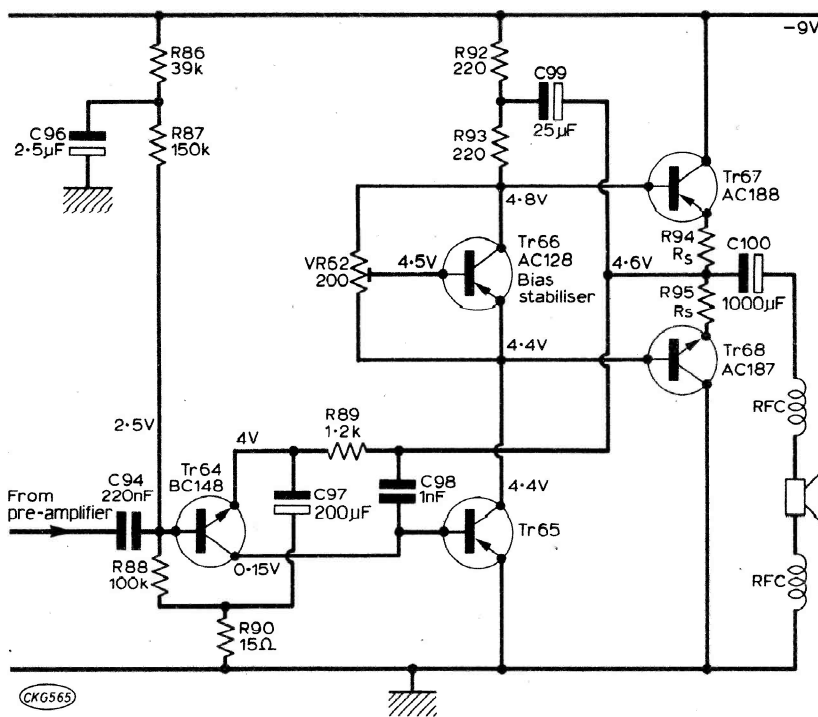 -9V
R86
39k
R92
220
C99
25µF
C96
2·5µF
R87
150k
R93
220
Tr67
AC188
4·8V
R94
Rs
C100
1000µF
Tr66
AC128
Bias
stabiliser
VR62
200
4·5V
4·6V
R95
Rs
4·4V
Tr68
AC187
RFC
2·5V
R89
1·2k
4V
C94
220nF
Tr64
BC148
C97
200µF
C98
1nF
4·4V
From
pre-amplifier
Tr65
0·15V
R88
100k
RFC
R90
15Ω
CKG565